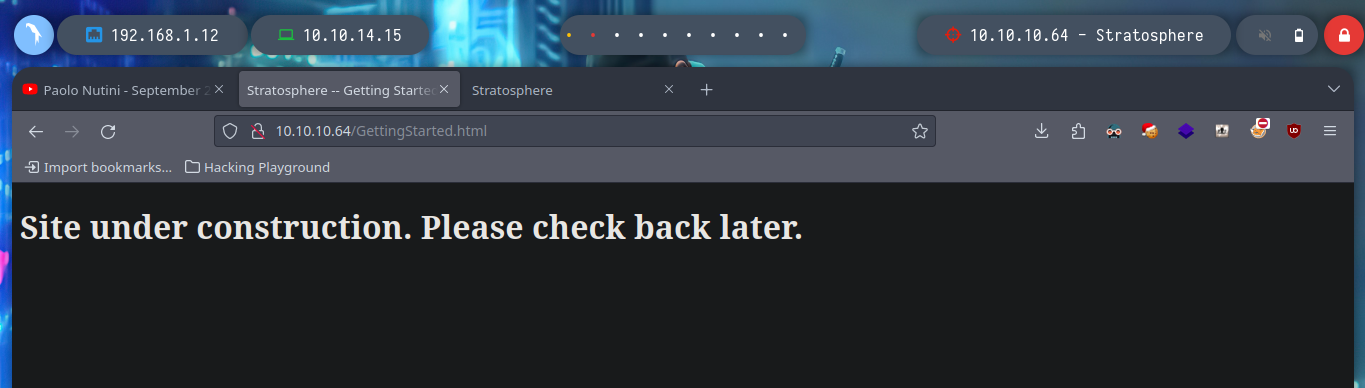 192.168.1.12
10.10.14.15
10.10.10.64 - Stratosphere
Paolo Nutini - September 2
Stratosphere -- Getting Started
Stratosphere
10.10.10.64/GettingStarted.html
Import bookmarks...
Hacking Playground
Site under construction. Please check back later.